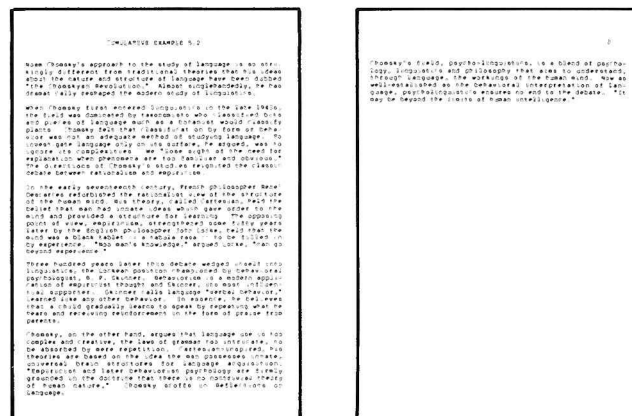 Noam Chomsky's approach to the study of language is so stri-
kingly different from traditional theories that his ideas
about the nature and structure of language have been dubbed
"the Chomskyan Revolution." Almost singlehandedly, he has
dramatically reshaped the modern study of linguistics.
When Chomsky first entered linguistics in the late 1940s,
the field was dominated by taxonomists who classified bits
and pieces of language much as a botanist would classify
plants. Chomsky felt that classification by form or beha-
vior was not an adequate method of studying language. To
invest gate language only on its surface, he argued, was to
ignore its complexities. We "lose sight of the need for
explanation when phenomena are too familiar and obvious."
The directions of Chomsky's studies reignited the classic
debate between rationalism and empiricism.
In the early seventeenth century, French philosopher Rene'
Descartes refurbished the rationalist view of the structure
of the human mind. His theory, called Cartesian, held the
belief that man had innate ideas which gave order to the
mind and provided a structure for learning. The opposing
point of view, empiricism, strengthened some fifty years
later by the English philosopher John Locke, held that the
mind was a blank tablet -- a tabula rasa -- to be filled in
by experience. "No man's knowledge," argued Locke, "can go
beyond experience."
Three hundred years later this debate wedged itself into
linguistics, the Lockean position championed by behavioral
psychologist, B. F. Skinner. Behaviorism is a modern appli-
cation of empiricist thought and Skinner, its most influen-
tial supporter. Skinner calls language "verbal behavior,"
learned like any other behavior. In essence, he believes
that a child gradually learns to speak by repeating what he
hears and receiving reinforcement in the form of praise from
parents.
Chomsky, on the other hand, argues that language use is too
complex and creative, the laws of grammar too intricate, to
be absorbed by mere repetition. Cartesian-inspired, his
theories are based on the idea the man possesses innate,
universal brain structures for language acquisition.
"Empiricism and later behaviorist psychology are firmly
grounded in the doctrine that there is no nontrivial theory
of human nature," Chomsky scoffs in Reflections on
Language.
2
Chomsky's field, psycho-linguistics, is a blend of psycho-
logy, linguistics and philosophy that aims to understand,
through language, the workings of the human mind. Now as
well-established as the behavioral interpretation of lan-
guage, psycholinguistics ensures no end to the debate. "It
may be beyond the limits of human intelligence."